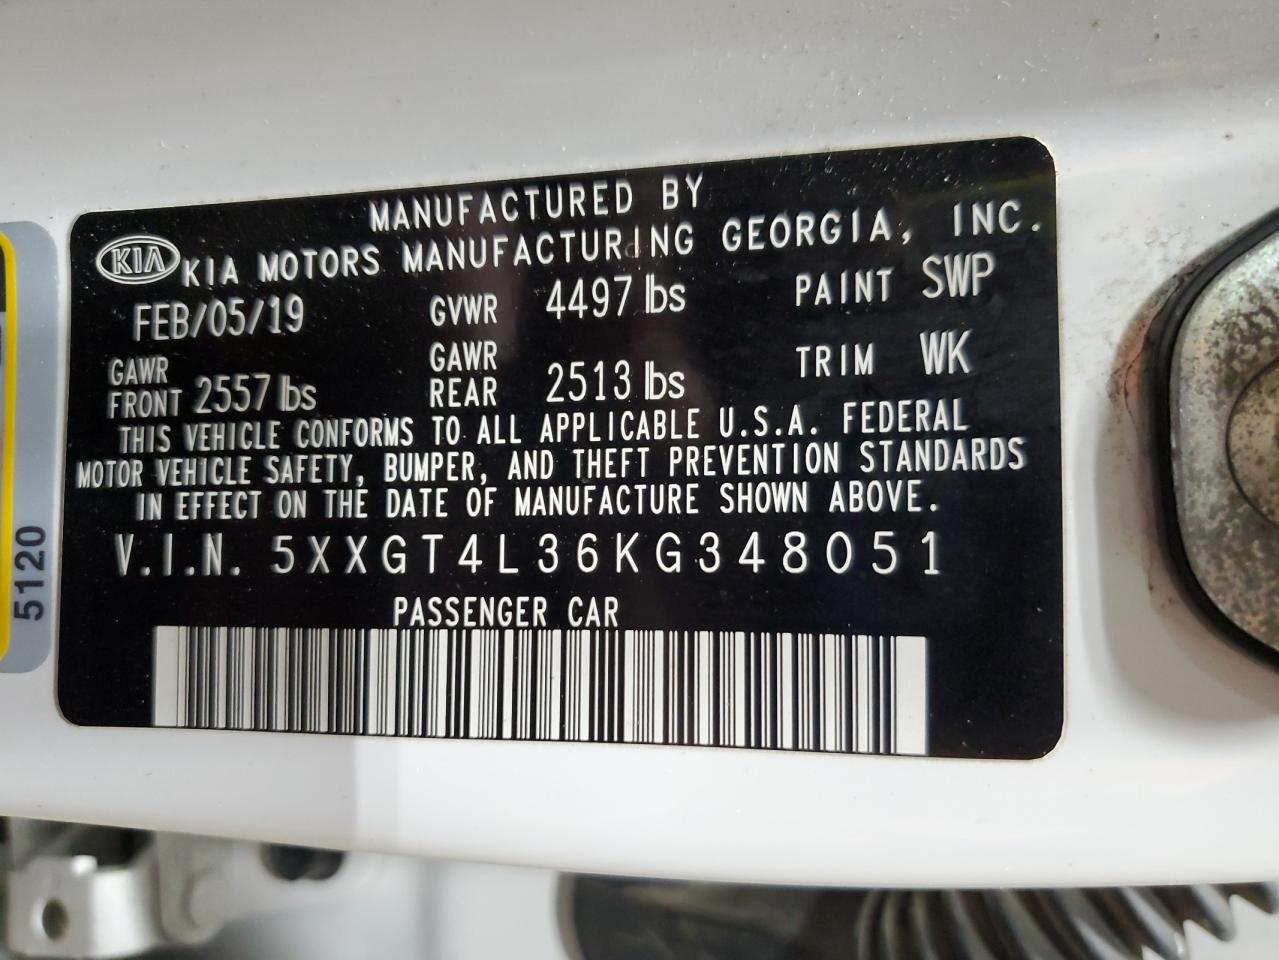 MANUFACTURED BY
KIA KIA MOTORS MANUFACTURING GEORGIA, INC.
FEB/05/19 GVWR 4497 lbs PAINT SWP
GAWR FRONT 2557 lbs GAWR REAR 2513 lbs TRIM WK
THIS VEHICLE CONFORMS TO ALL APPLICABLE U.S.A. FEDERAL
MOTOR VEHICLE SAFETY, BUMPER, AND THEFT PREVENTION STANDARDS
IN EFFECT ON THE DATE OF MANUFACTURE SHOWN ABOVE.
V.I.N. 5XXGT4L36KG348051
PASSENGER CAR
5120